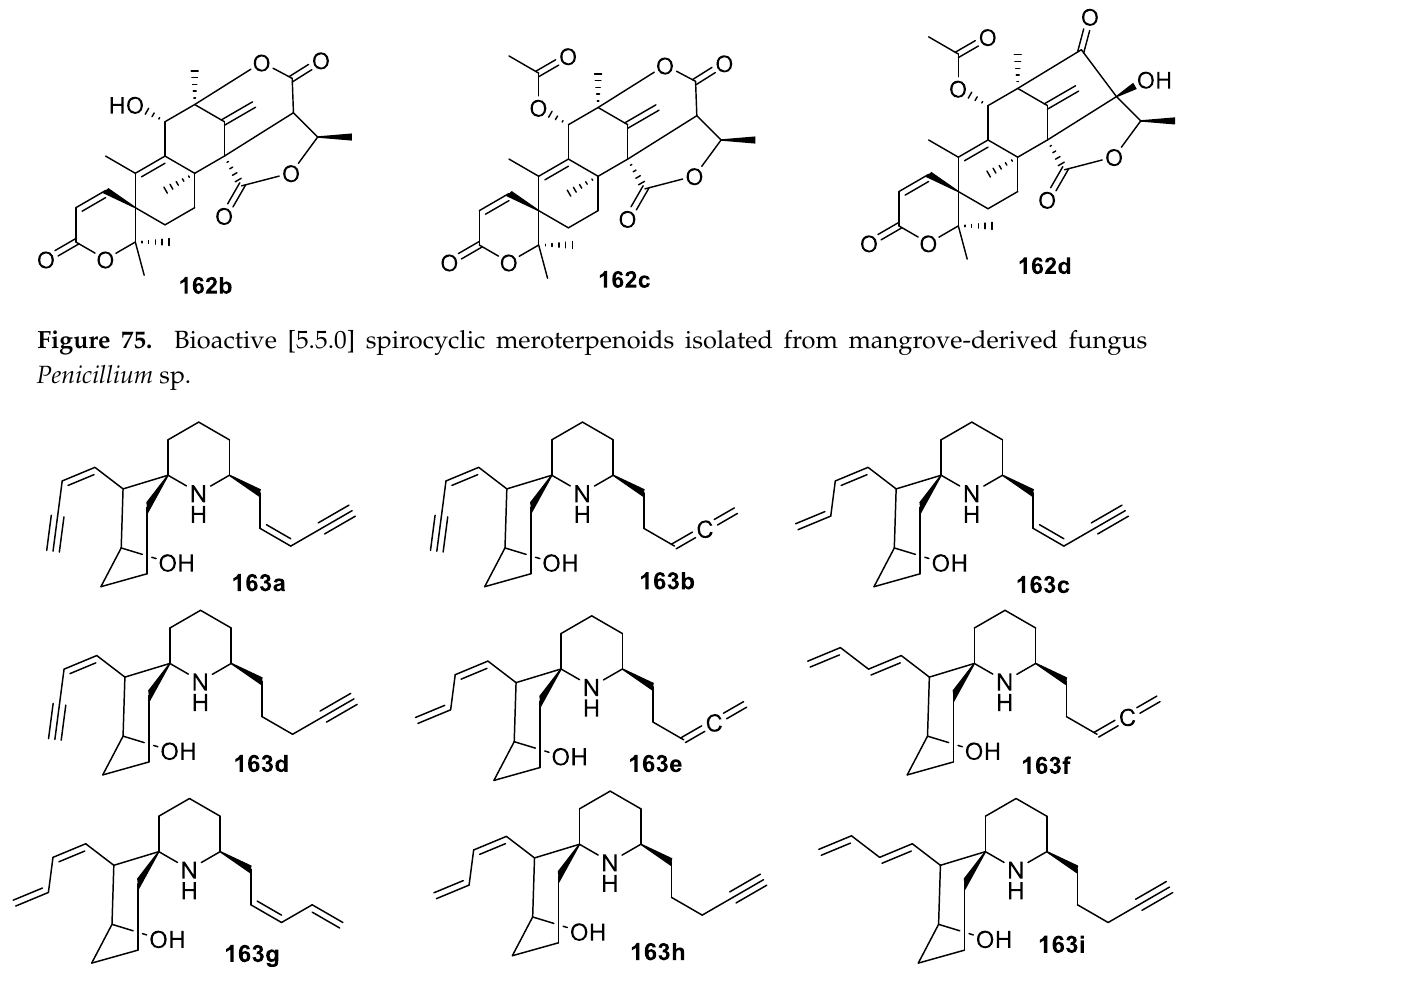 O O
HO
O
O
O
O
162b
O
O
O O
O
O
O
O
162c
O
O
O
O
OH
O
O
O
O
162d
Figure 75. Bioactive [5.5.0] spirocyclic meroterpenoids isolated from mangrove-derived fungus
Penicillium sp.
N
H
OH
163a
N
H
C
OH
163b
N
H
OH
163c
N
H
OH
163d
N
H
C
OH
163e
N
H
C
OH
163f
N
H
OH
163g
N
H
OH
163h
N
H
OH
163i